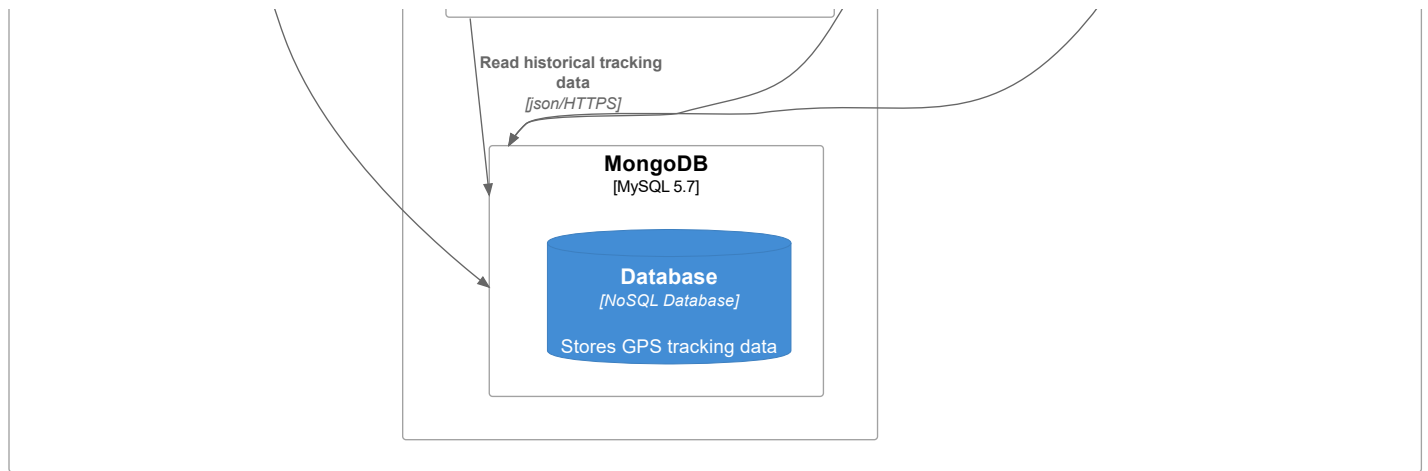 Read historical tracking
data
[json/HTTPS]
MongoDB
[MySQL 5.7]
Database
[NoSQL Database]
Stores GPS tracking data